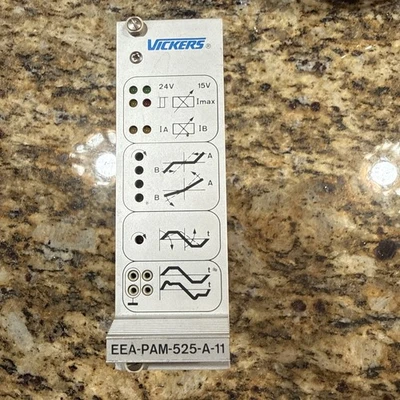 VICKERS®
24V 15V
Imax
IA IB
A
B
A
B
t
t
t
EEA-PAM-525-A-11